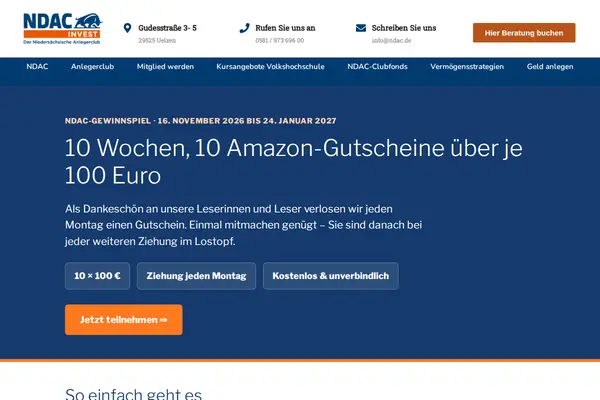 NDAC
INVEST
Der Niedersächsische Anlegerclub
Gudesstraße 3- 5
29525 Uelzen
Rufen Sie uns an
0581 / 973 696 00
Schreiben Sie uns
info@ndac.de
Hier Beratung buchen
NDAC Anlegerclub Mitglied werden Kursangebote Volkshochschule NDAC-Clubfonds Vermögensstrategien Geld anlegen
NDAC-GEWINNSPIEL · 16. NOVEMBER 2026 BIS 24. JANUAR 2027
10 Wochen, 10 Amazon-Gutscheine über je
100 Euro
Als Dankeschön an unsere Leserinnen und Leser verlosen wir jeden
Montag einen Gutschein. Einmal mitmachen genügt – Sie sind danach bei
jeder weiteren Ziehung im Lostopf.
10 × 100 € Ziehung jeden Montag Kostenlos & unverbindlich
Jetzt teilnehmen ⇒
So einfach geht es